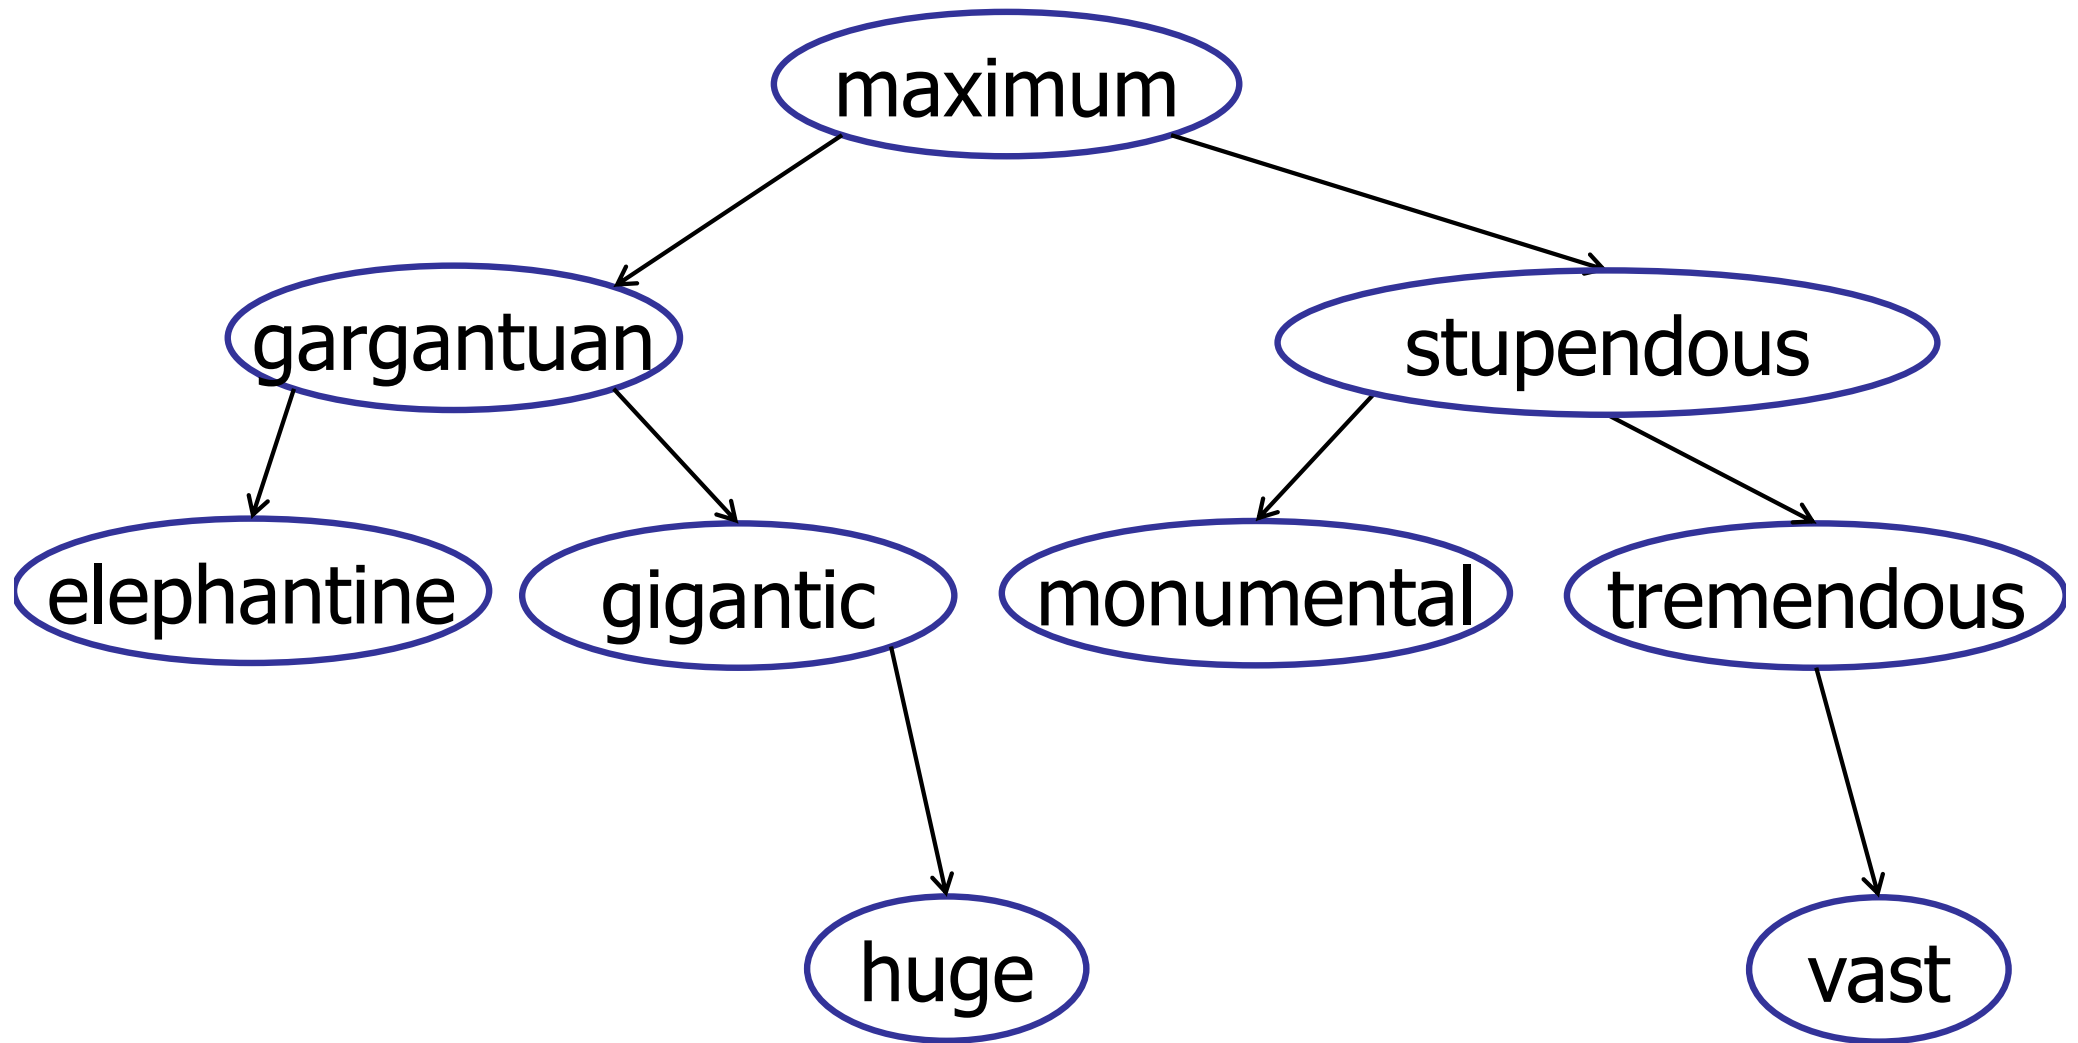 maximum
gargantuan
stupendous
elephantine
gigantic
monumental
tremendous
huge
vast